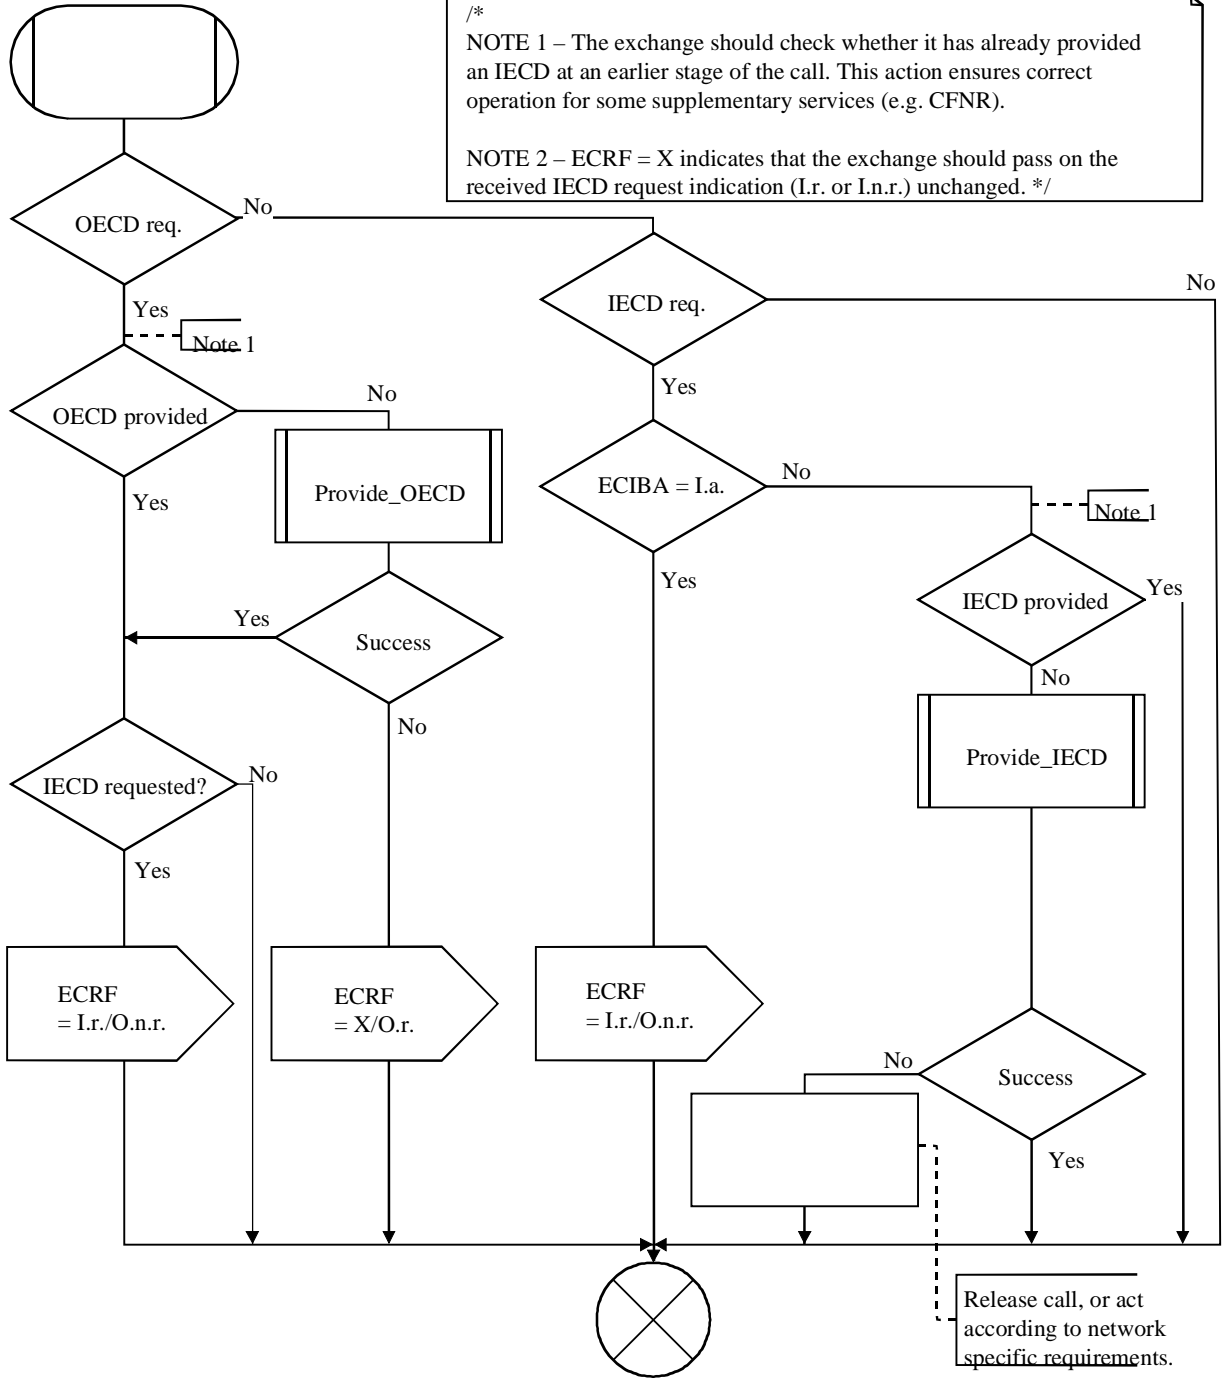 /*
NOTE 1 – The exchange should check whether it has already provided
an IECD at an earlier stage of the call. This action ensures correct
operation for some supplementary services (e.g. CFNR).
NOTE 2 – ECRF = X indicates that the exchange should pass on the
received IECD request indication (I.r. or I.n.r.) unchanged. */
OECD req.
No
Yes
Note 1
IECD req.
No
Yes
OECD provided
No
Yes
Provide_OECD
ECIBA = I.a.
No
Note 1
Yes
IECD provided
Yes
No
Success
Yes
No
Provide_IECD
IECD requested?
No
Yes
ECRF
= I.r./O.n.r.
ECRF
= X/O.r.
ECRF
= I.r./O.n.r.
Success
No
Yes
Release call, or act
according to network
specific requirements.